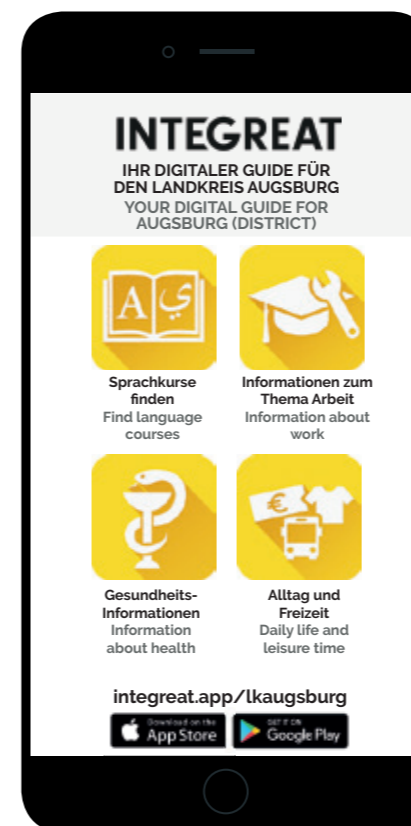 INTEGREAT
IHR DIGITALER GUIDE FÜR
DEN LANDKREIS AUGSBURG
YOUR DIGITAL GUIDE FOR
AUGSBURG (DISTRICT)
A ي
Sprachkurse
finden
Find language
courses
Informationen zum
Thema Arbeit
Information about
work
€
Gesundheits-
Informationen
Information
about health
Alltag und
Freizeit
Daily life and
leisure time
integreat.app/lkaugsburg
Download on the
App Store
GET IT ON
Google Play